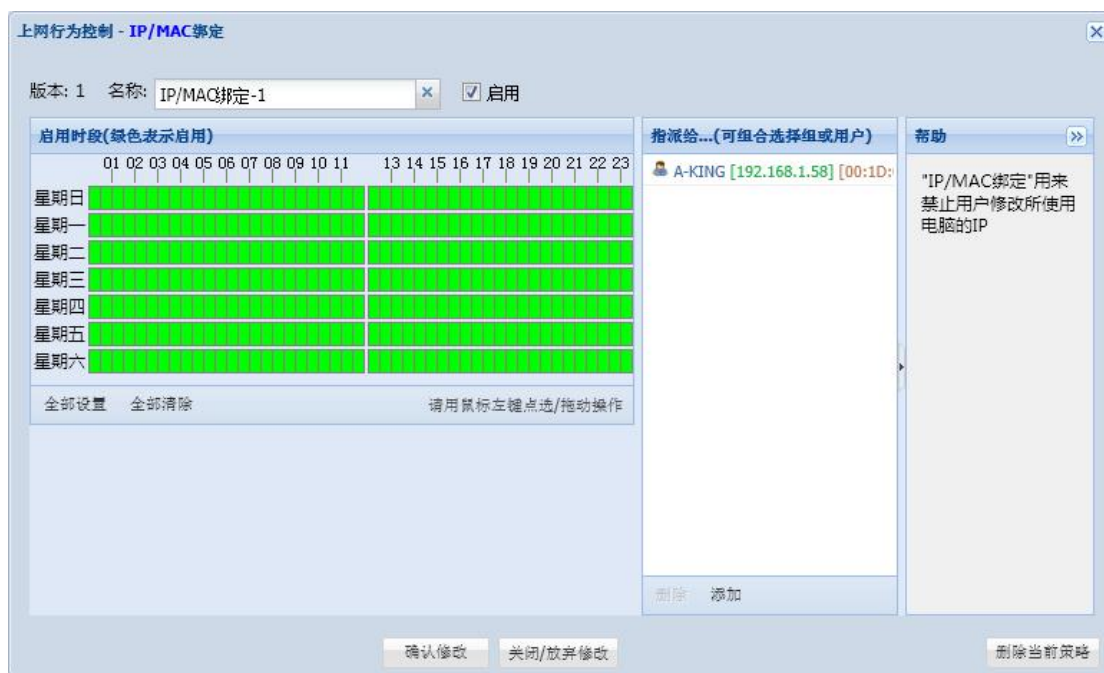 上网行为控制 - IP/MAC绑定
版本: 1 名称: IP/MAC绑定-1 启用
启用时段(绿色表示启用)
01 02 03 04 05 06 07 08 09 10 11 13 14 15 16 17 18 19 20 21 22 23
星期日
星期一
星期二
星期三
星期四
星期五
星期六
全部设置 全部清除 请用鼠标左键点选/拖动操作
指派给...(可组合选择组或用户)
A-KING [192.168.1.58] [00:1D:
删除 添加
帮助
"IP/MAC绑定"用来
禁止用户修改所使用
电脑的IP
确认修改 关闭/放弃修改 删除当前策略